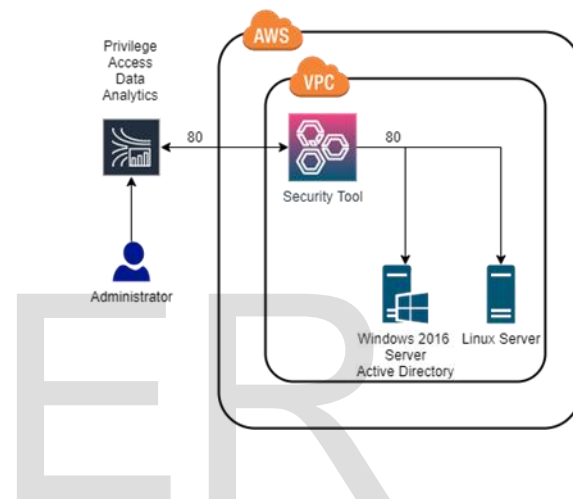 AWS
Privilege
Access
Data
Analytics
VPC
80
80
Security Tool
Administrator
Windows 2016
Server
Active Directory
Linux Server
ER